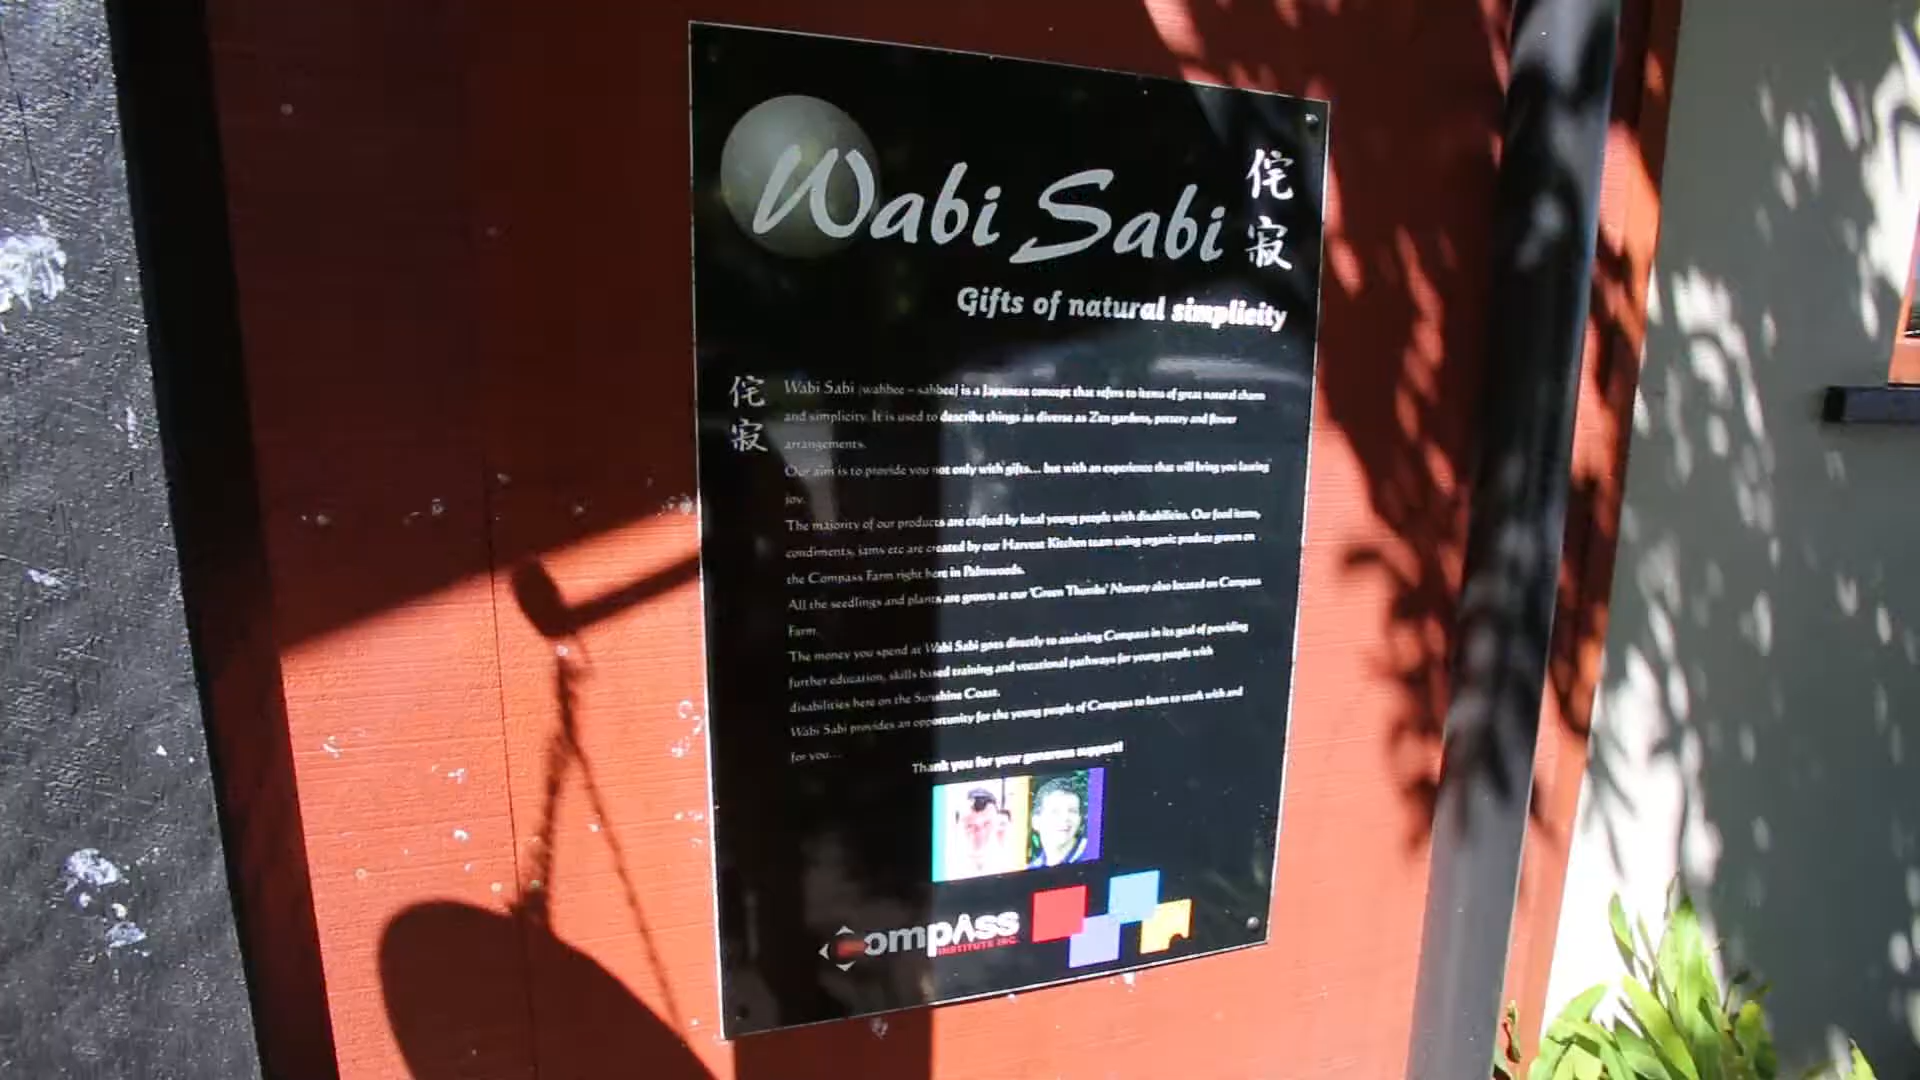 Wabi Sabi
侘
寂
Gifts of natural simplicity
侘
寂
Wabi Sabi (wahbee – sahbee) is a Japanese concept that refers to items of great natural charm
and simplicity. It is used to describe things as diverse as Zen gardens, pottery and flower
arrangements.
Our aim is to provide you not only with gifts... but with an experience that will bring you lasting
joy.
The majority of our products are crafted by local young people with disabilities. Our food items,
condiments, jams etc are created by our Harvest Kitchen team using organic produce grown on
the Compass Farm right here in Palmwoods.
All the seedlings and plants are grown at our 'Green Thumbs' Nursery also located on Compass
Farm.
The money you spend at Wabi Sabi goes directly to assisting Compass in its goal of providing
further education, skills based training and vocational pathways for young people with
disabilities here on the Sunshine Coast.
Wabi Sabi provides an opportunity for the young people of Compass to learn to work with and
for you...
Thank you for your generous support!
Compass
INSTITUTE INC.